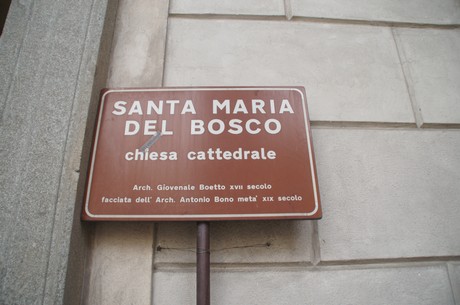 SANTA MARIA
DEL BOSCO
chiesa cattedrale
Arch. Giovenale Boetto XVII secolo
facciata dell' Arch. Antonio Bono meta' XIX secolo